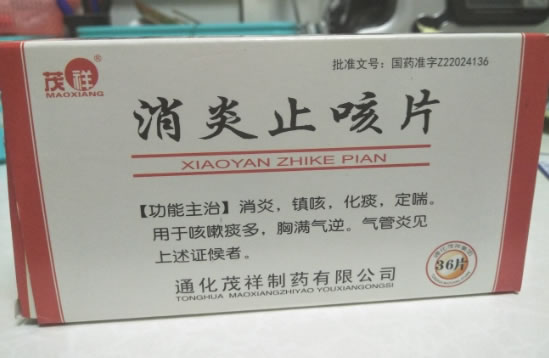 茂祥®
MAOXIANG
批准文号：国药准字Z22024136
消炎止咳片
XIAOYAN ZHIKE PIAN
【功能主治】消炎，镇咳，化痰，定喘。
用于咳嗽痰多，胸满气逆。气管炎见
上述证候者。
36片
通化茂祥制药有限公司
TONGHUA MAOXIANGZHIYAO YOUXIANGONGSI